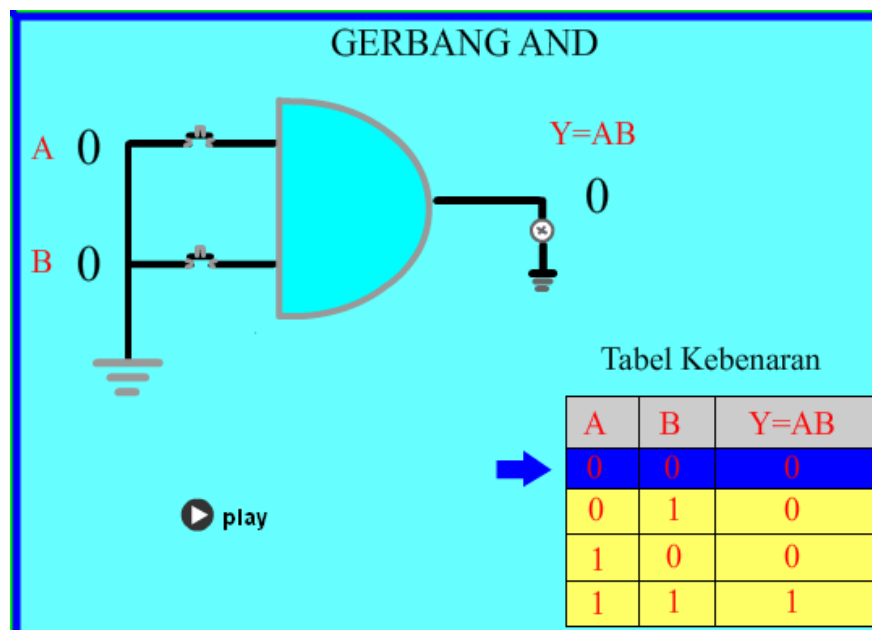 GERBANG AND
A 0
Y=AB
0
B 0
Tabel Kebenaran
A B Y=AB
0 0 0
0 1 0
1 0 0
1 1 1
play